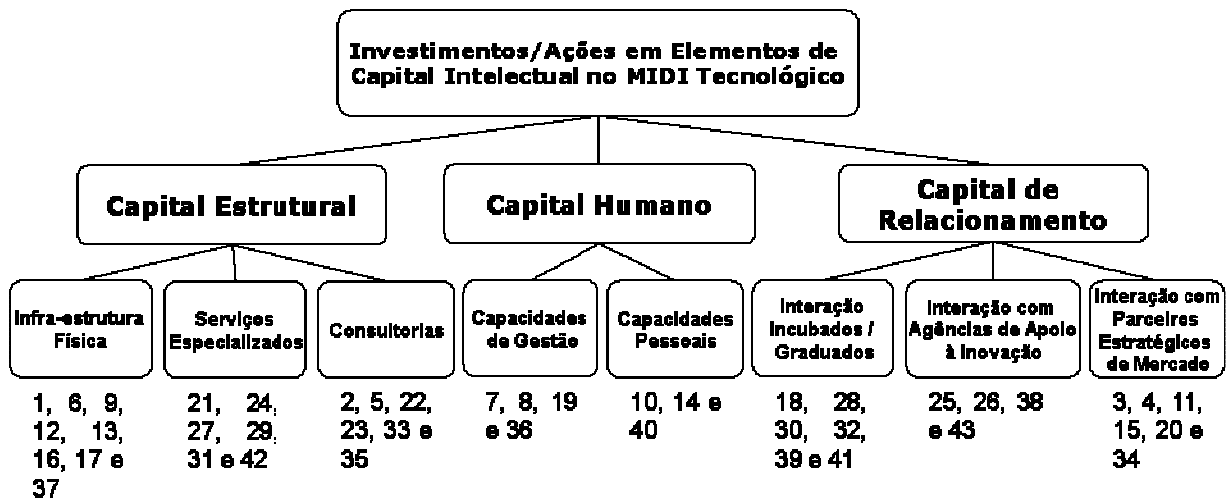 Investimentos/Ações em Elementos de
Capital Intelectual no MIDI Tecnológico
Capital Estrutural
Capital Humano
Capital de
Relacionamento
Infra-estrutura
Física
Serviços
Especializados
Consultorias
Capacidades
de Gestão
Capacidades
Pessoais
Interação
Incubados /
Graduados
Interação com
Agências de Apoio
à Inovação
Interação com
Parceiros
Estratégicos
de Mercado
1, 6, 9,
12, 13,
16, 17 e
37
21, 24,
27, 29,
31 e 42
2, 5, 22,
23, 33 e
35
7, 8, 19
e 36
10, 14 e
40
18, 28,
30, 32,
39 e 41
25, 26, 38
e 43
3, 4, 11,
15, 20 e
34